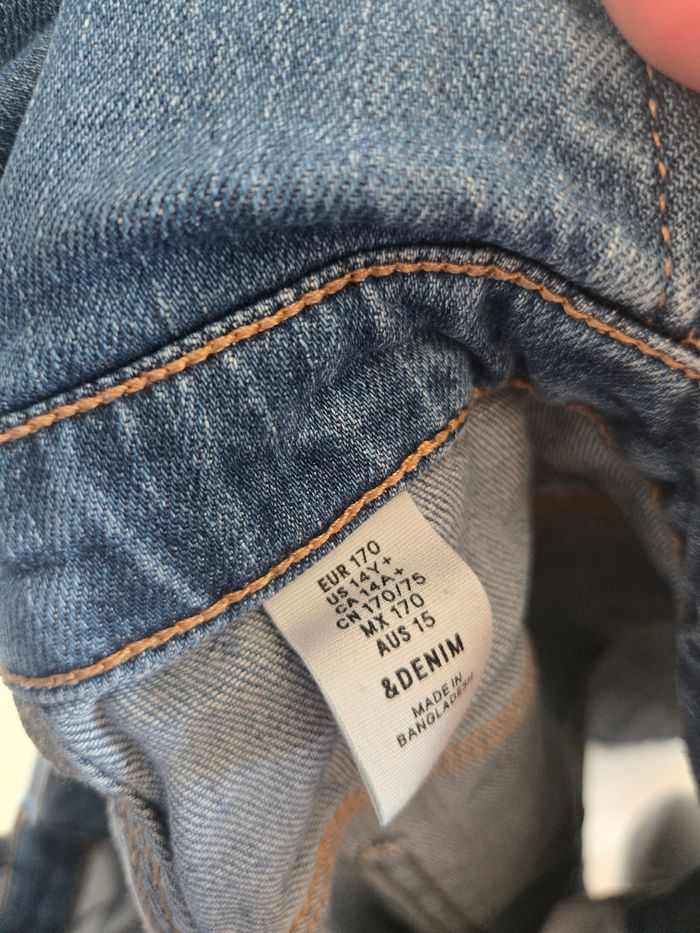 EUR 170
US 14Y+
CA 14A+
CN 170/75
MX 170
AUS 15
&DENIM
MADE IN
BANGLADESH